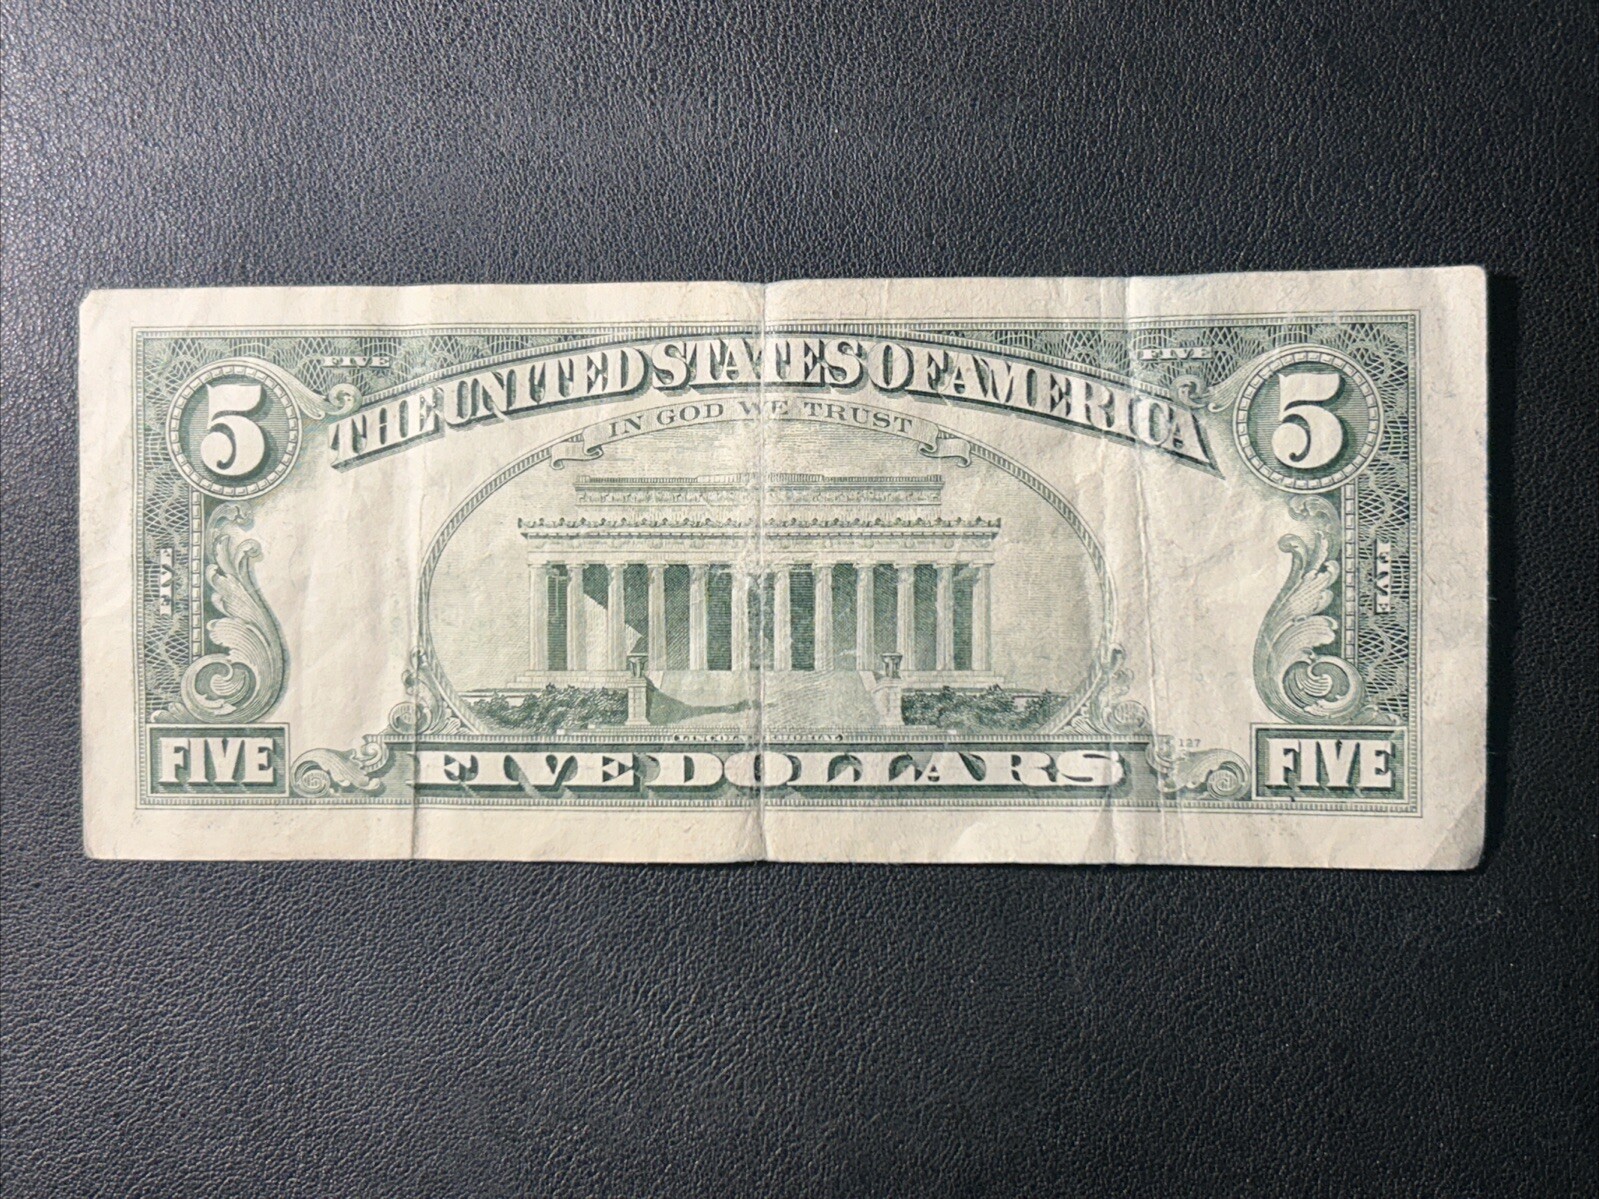 FIVE FIVE
5 5
THE UNITED STATES OF AMERICA
IN GOD WE TRUST
FIVE FIVE
LINCOLN MEMORIAL
127
FIVE FIVE DOLLARS FIVE